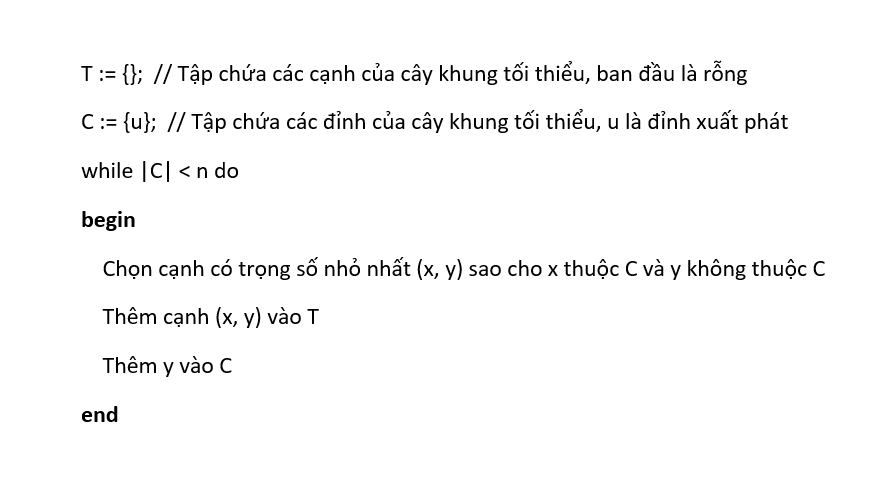 T := {};  // Tập chứa các cạnh của cây khung tối thiểu, ban đầu là rỗng
C := {u};  // Tập chứa các đỉnh của cây khung tối thiểu, u là đỉnh xuất phát
while |C| < n do
begin
Chọn cạnh có trọng số nhỏ nhất (x, y) sao cho x thuộc C và y không thuộc C
Thêm cạnh (x, y) vào T
Thêm y vào C
end